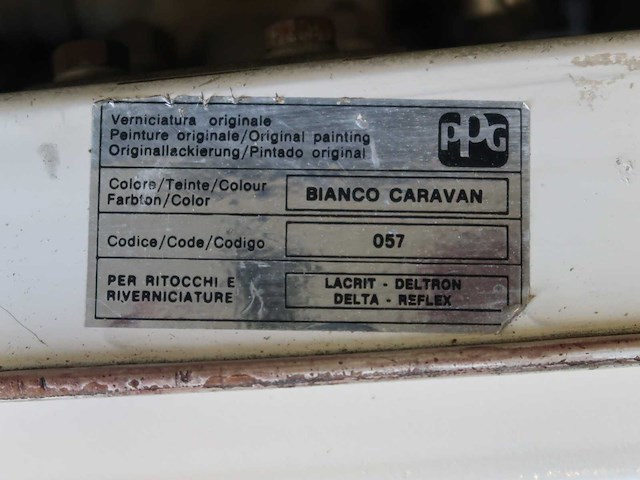 Verniciatura originale
Peinture originale/Original painting
Originallackierung/Pintado original
PPG
Colore/Teinte/Colour
Farbton/Color
BIANCO CARAVAN
Codice/Code/Codigo
057
PER RITOCCHI E
RIVERNICIATURE
LACRIT - DELTRON
DELTA - REFLEX